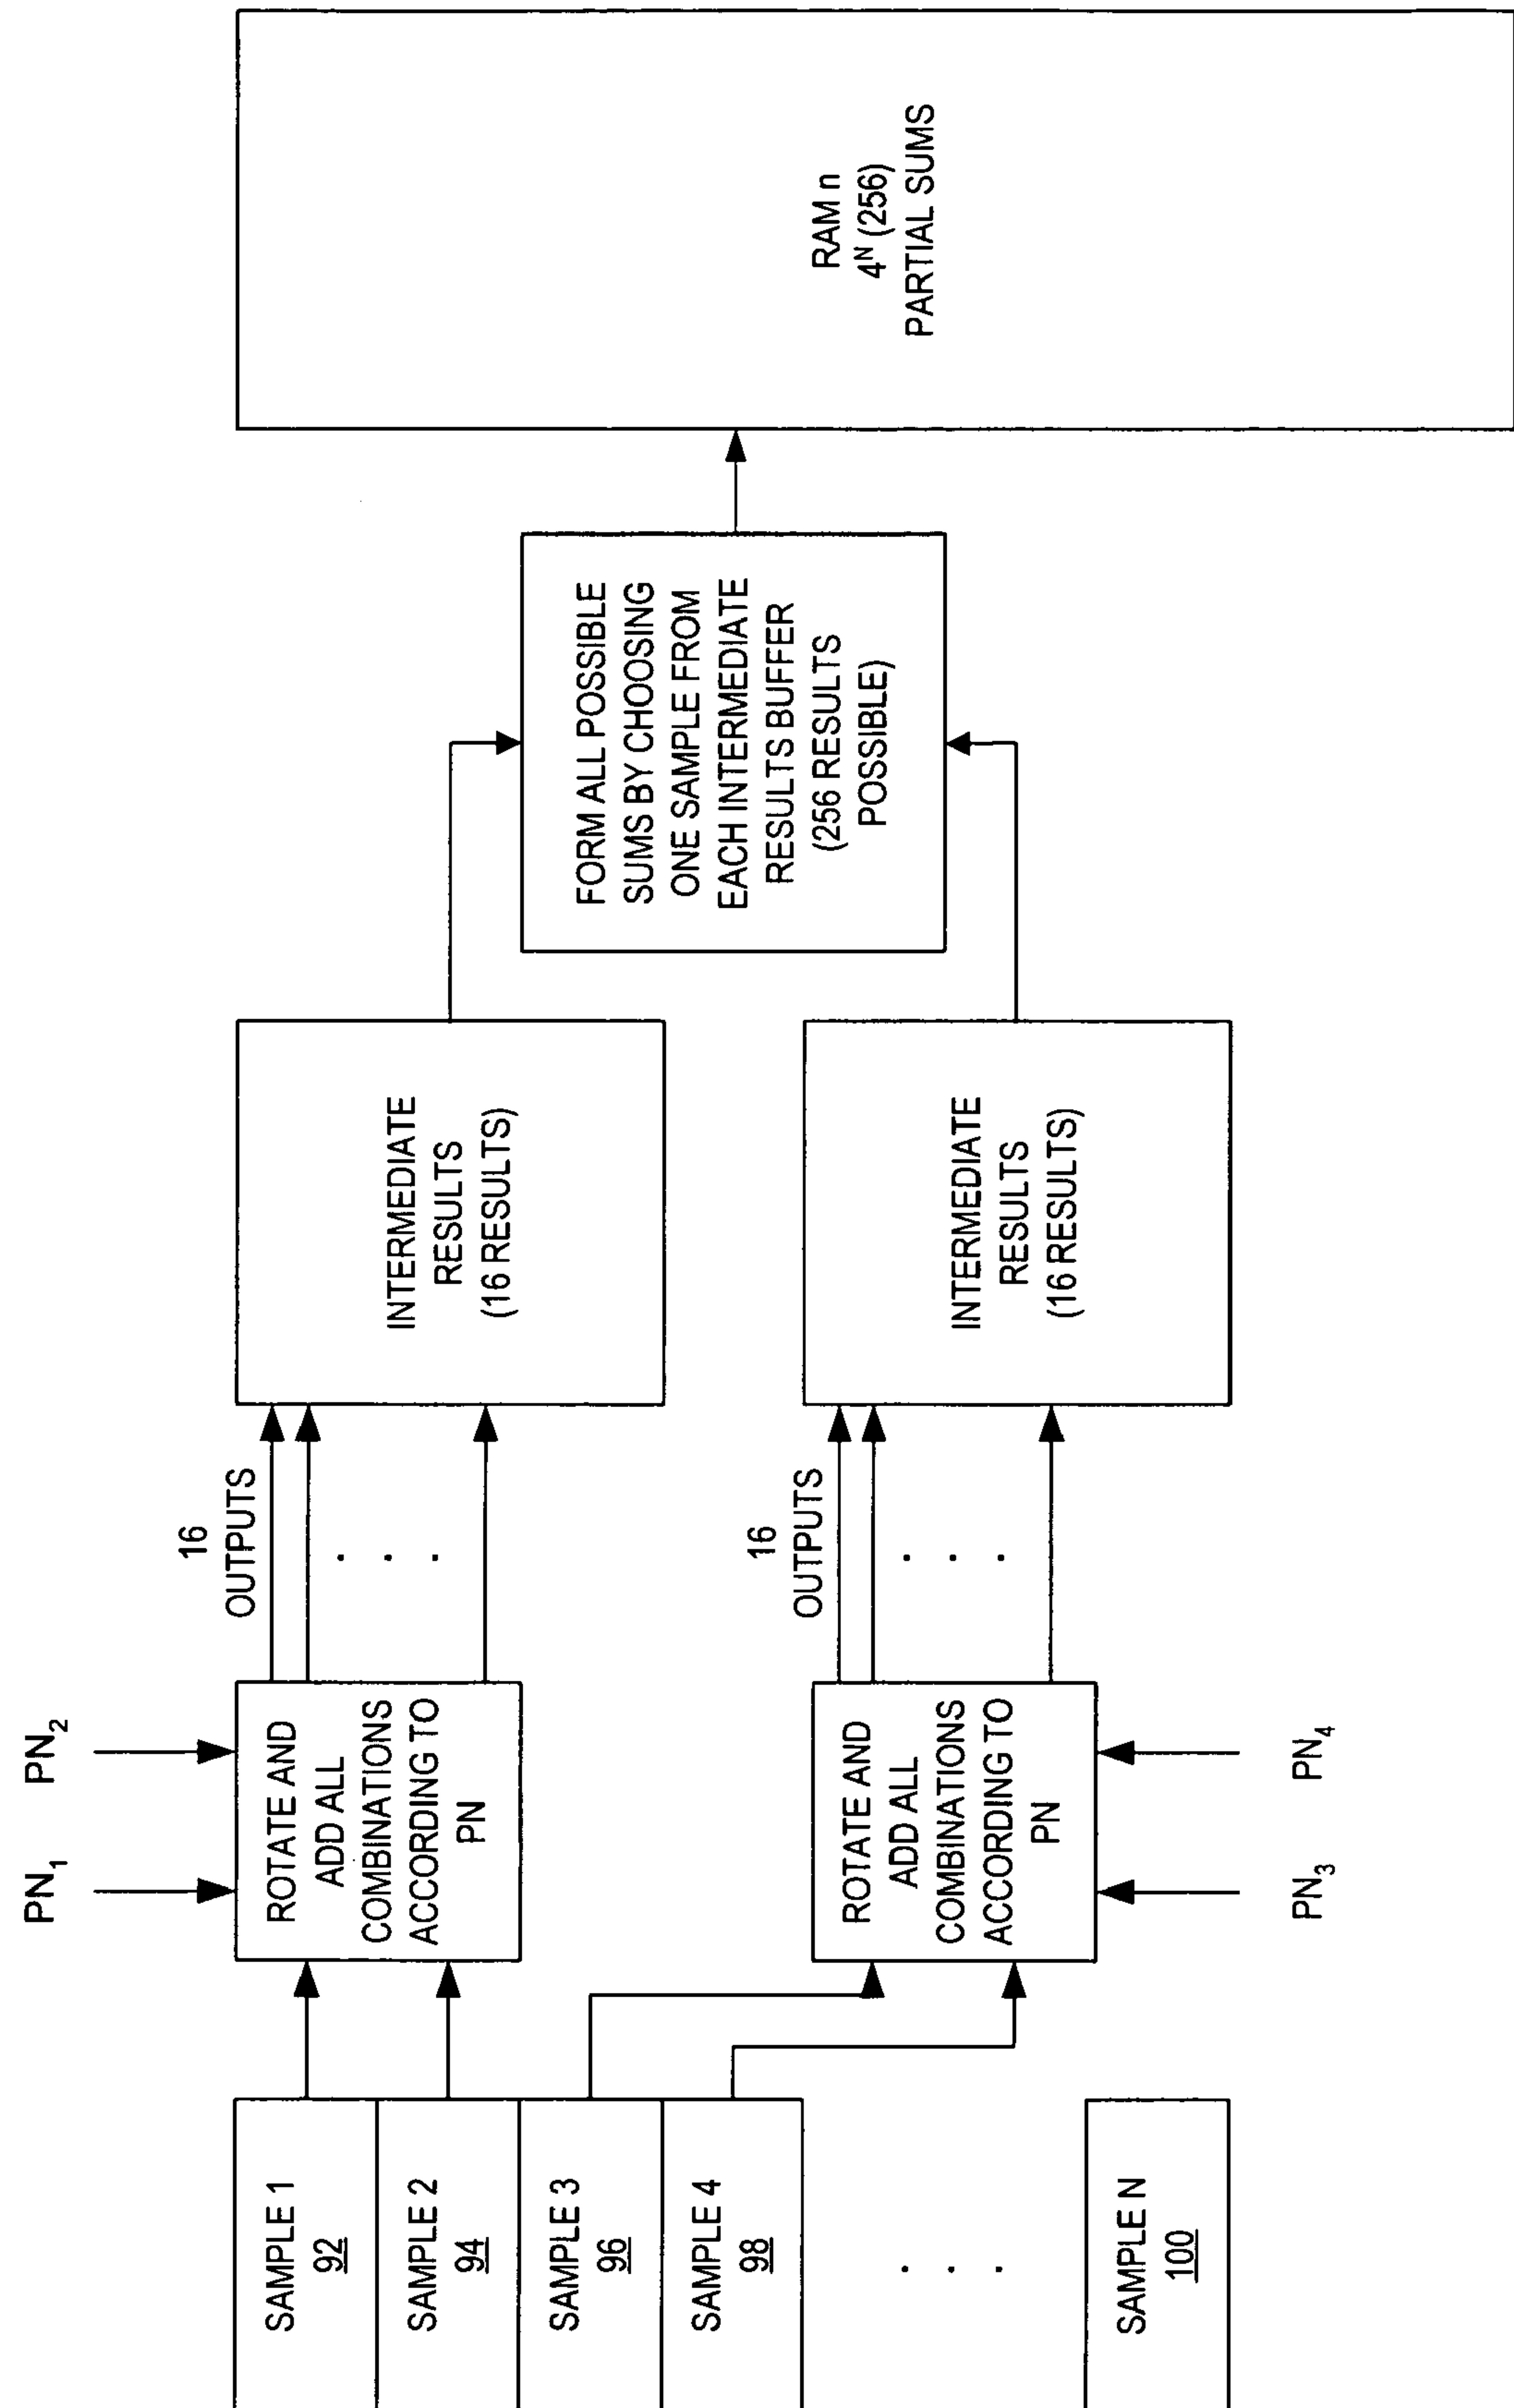 SAMPLE 1
92
SAMPLE 2
94
SAMPLE 3
96
SAMPLE 4
98
. . .
SAMPLE N
100
PN1
PN2
ROTATE AND
ADD ALL
COMBINATIONS
ACCORDING TO
PN
ROTATE AND
ADD ALL
COMBINATIONS
ACCORDING TO
PN
PN3
PN4
16
OUTPUTS
. . .
16
OUTPUTS
. . .
INTERMEDIATE
RESULTS
(16 RESULTS)
INTERMEDIATE
RESULTS
(16 RESULTS)
FORM ALL POSSIBLE
SUMS BY CHOOSING
ONE SAMPLE FROM
EACH INTERMEDIATE
RESULTS BUFFER
(256 RESULTS
POSSIBLE)
RAM n
4^N (256)
PARTIAL SUMS